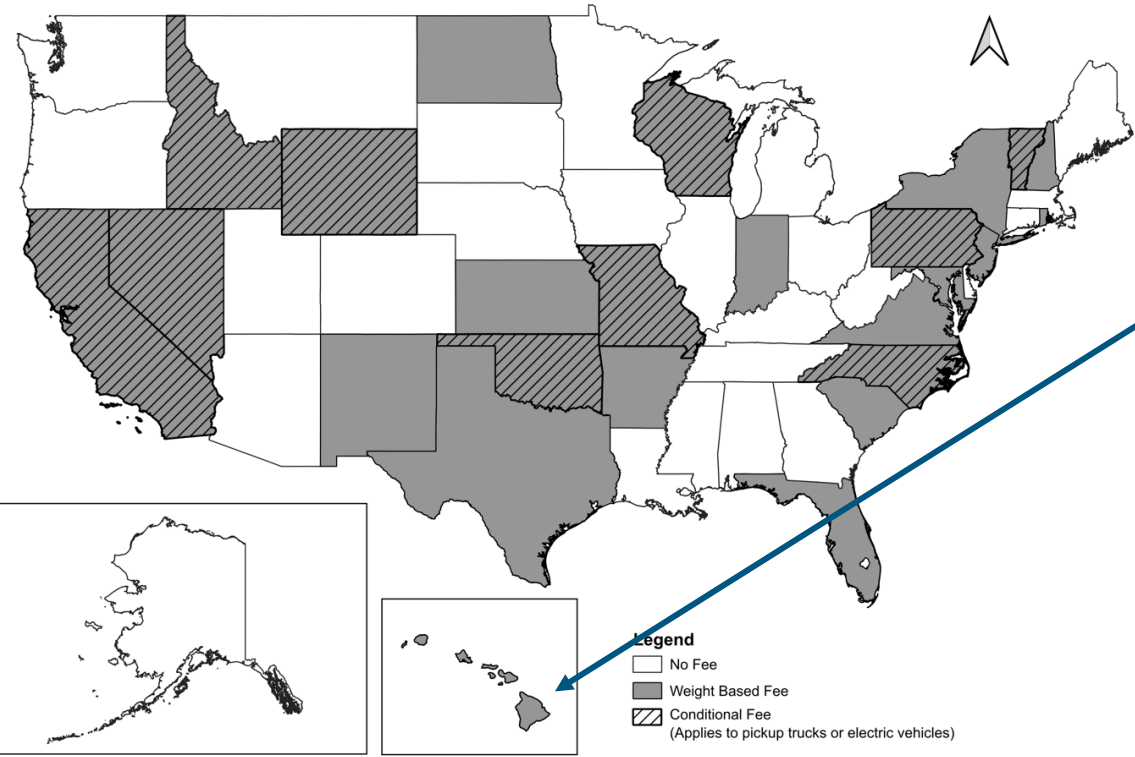 Legend
No Fee
Weight Based Fee
Conditional Fee
(Applies to pickup trucks or electric vehicles)